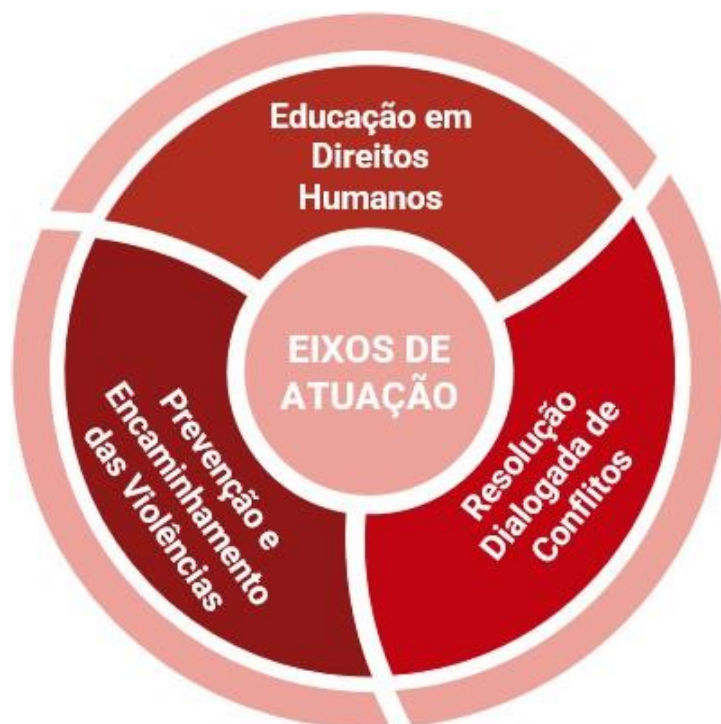 Educação em
Direitos
Humanos
EIXOS DE
ATUAÇÃO
Prevenção e
Encaminhamento
das Violências
Resolução
Dialogada de
Conflitos